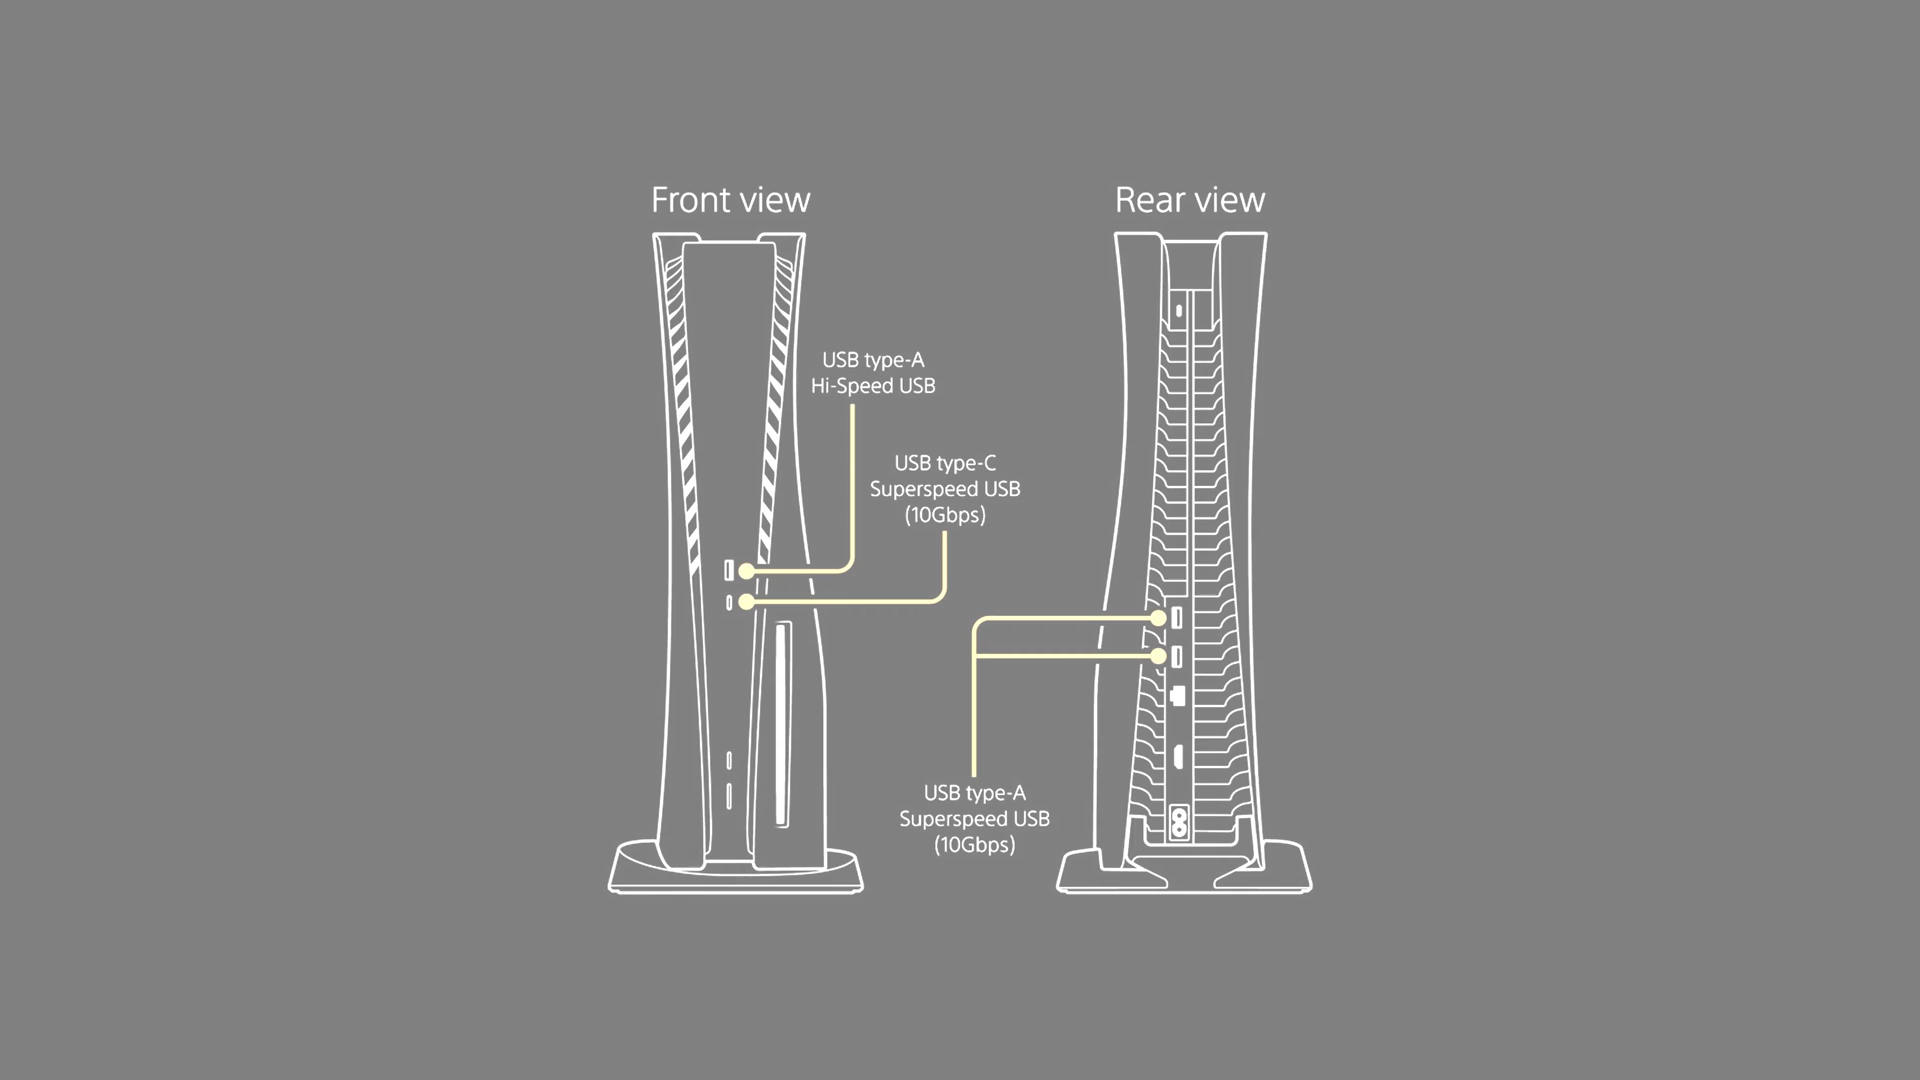 Front view
Rear view
USB type-A
Hi-Speed USB
USB type-C
Superspeed USB
(10Gbps)
USB type-A
Superspeed USB
(10Gbps)